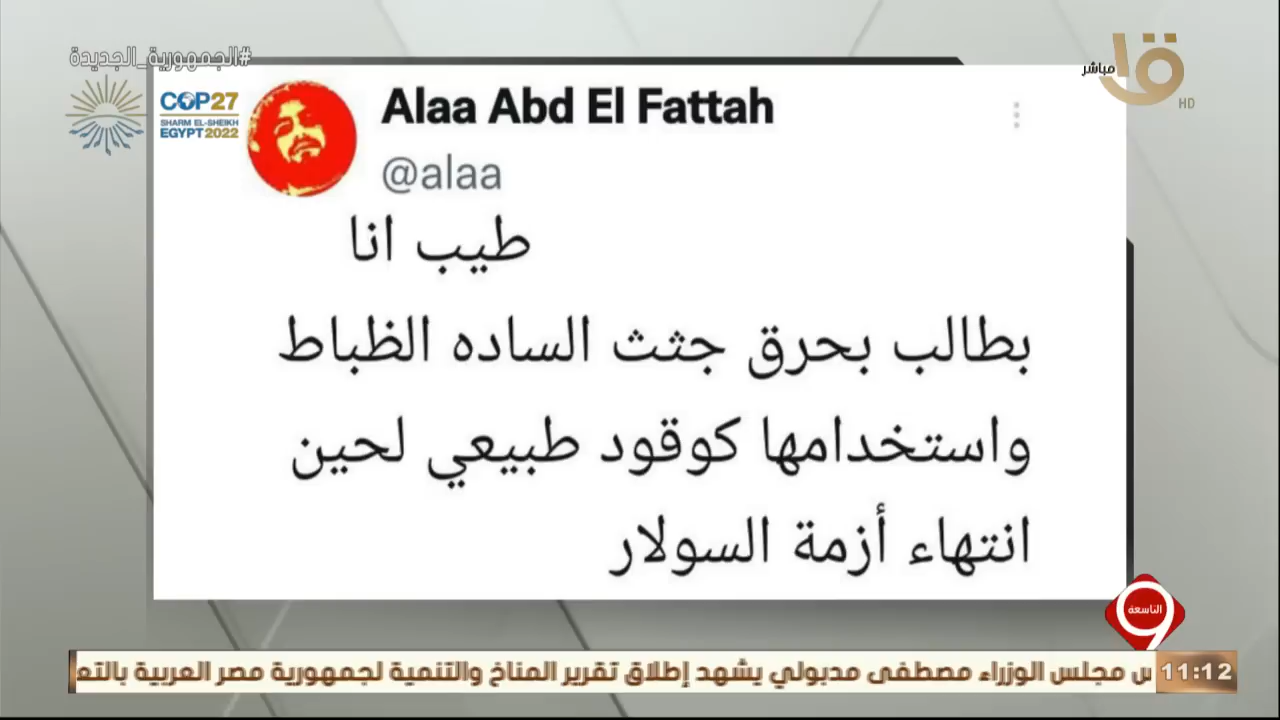 #الجمهورية_الجديدة
مباشر
HD
COP27
SHARM EL-SHEIKH
EGYPT 2022
Alaa Abd El Fattah
@alaa
طيب انا
بطالب بحرق جثث الساده الظباط
واستخدامها كوقود طبيعي لحين
انتهاء أزمة السولار
التاسعة
9
مجلس الوزراء مصطفى مدبولي يشهد إطلاق تقرير المناخ والتنمية لجمهورية مصر العربية
11:12